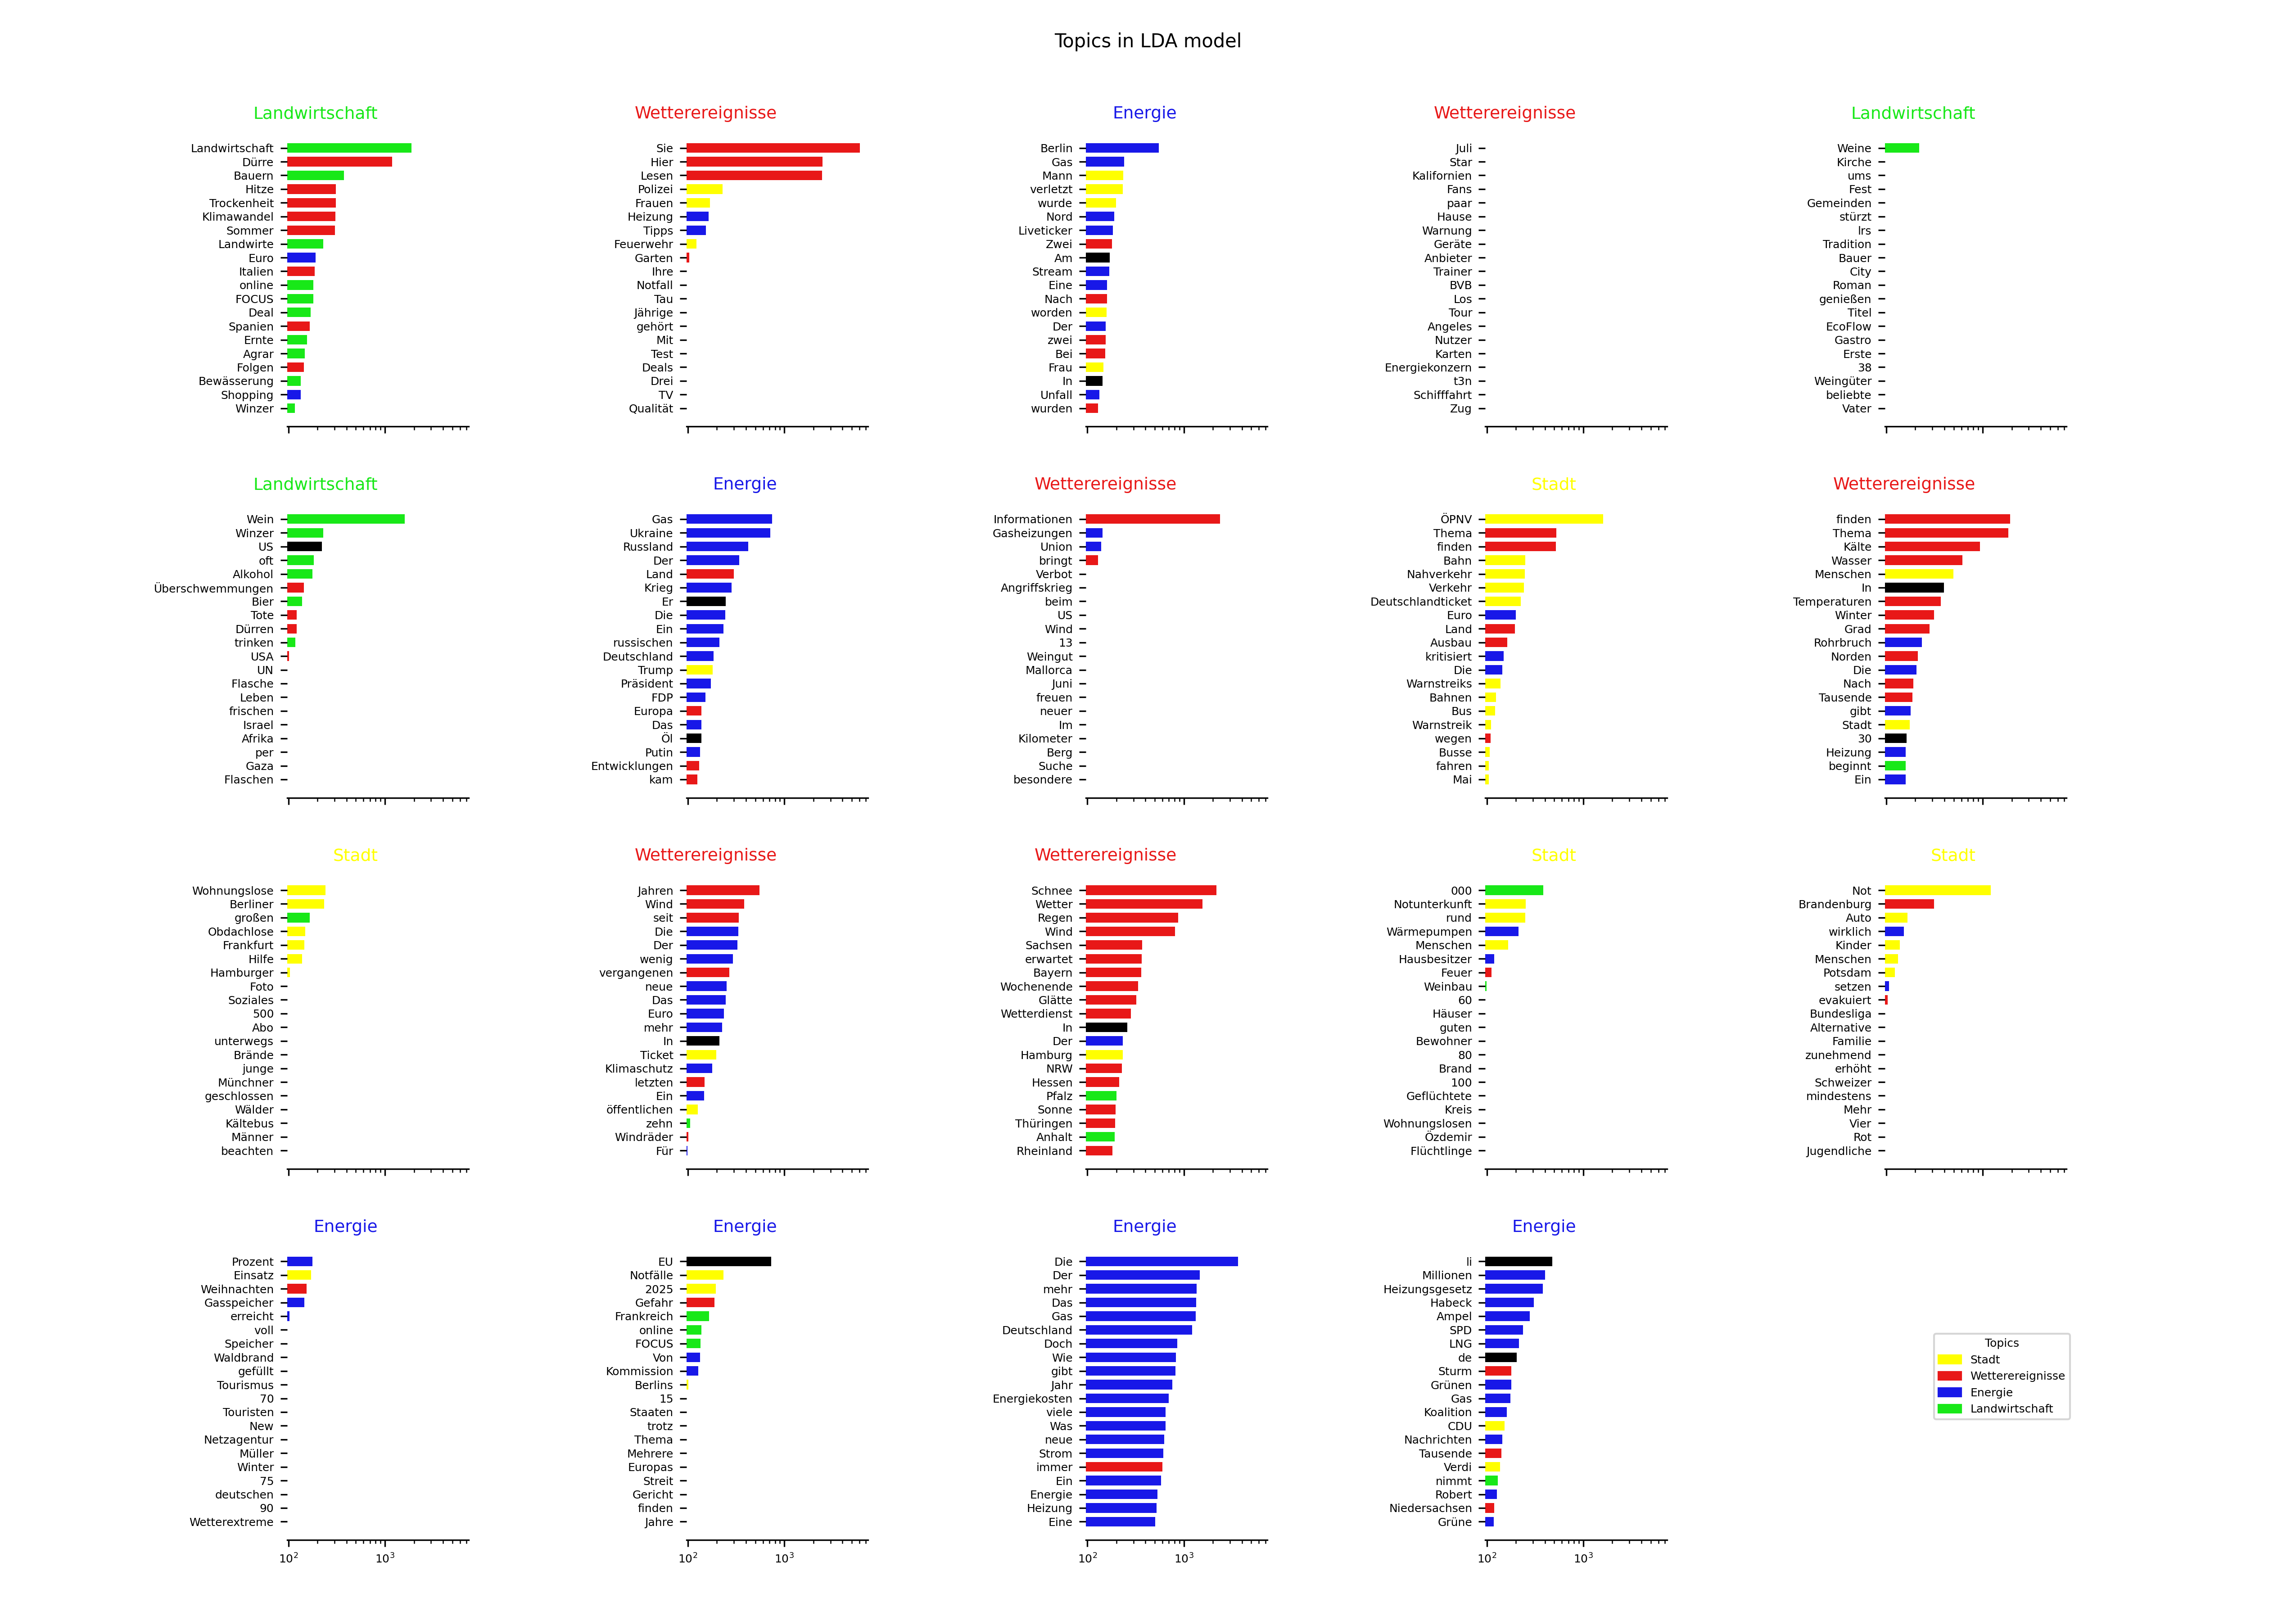 Topics in LDA model
Landwirtschaft
Landwirtschaft
Dürre
Bauern
Hitze
Trockenheit
Klimawandel
Sommer
Landwirte
Euro
Italien
online
FOCUS
Deal
Spanien
Ernte
Agrar
Folgen
Bewässerung
Shopping
Winzer
Wetterereignisse
Sie
Hier
Lesen
Polizei
Frauen
Heizung
Tipps
Feuerwehr
Garten
Ihre
Notfall
Tau
Jährige
gehört
Mit
Test
Deals
Drei
TV
Qualität
Energie
Berlin
Gas
Mann
verletzt
wurde
Nord
Liveticker
Zwei
Am
Stream
Eine
Nach
worden
Der
zwei
Bei
Frau
In
Unfall
wurden
Wetterereignisse
Juli
Star
Kalifornien
Fans
paar
Hause
Warnung
Geräte
Anbieter
Trainer
BVB
Los
Tour
Angeles
Nutzer
Karten
Energiekonzern
t3n
Schifffahrt
Zug
Landwirtschaft
Weine
Kirche
ums
Fest
Gemeinden
stürzt
Irs
Tradition
Bauer
City
Roman
genießen
Titel
EcoFlow
Gastro
Erste
38
Weingüter
beliebte
Vater
Landwirtschaft
Wein
Winzer
US
oft
Alkohol
Überschwemmungen
Bier
Tote
Dürren
trinken
USA
UN
Flasche
Leben
frischen
Israel
Afrika
per
Gaza
Flaschen
Energie
Gas
Ukraine
Russland
Der
Land
Krieg
Er
Die
Ein
russischen
Deutschland
Trump
Präsident
FDP
Europa
Das
Öl
Putin
Entwicklungen
kam
Wetterereignisse
Informationen
Gasheizungen
Union
bringt
Verbot
Angriffskrieg
beim
US
Wind
13
Weingut
Mallorca
Juni
freuen
neuer
Im
Kilometer
Berg
Suche
besondere
Stadt
ÖPNV
Thema
finden
Bahn
Nahverkehr
Verkehr
Deutschlandticket
Euro
Land
Ausbau
kritisiert
Die
Warnstreiks
Bahnen
Bus
Warnstreik
wegen
Busse
fahren
Mai
Wetterereignisse
finden
Thema
Kälte
Wasser
Menschen
In
Temperaturen
Winter
Grad
Rohrbruch
Norden
Die
Nach
Tausende
gibt
Stadt
30
Heizung
beginnt
Ein
Stadt
Wohnungslose
Berliner
großen
Obdachlose
Frankfurt
Hilfe
Hamburger
Foto
Soziales
500
Abo
unterwegs
Brände
junge
Münchner
geschlossen
Wälder
Kältebus
Männer
beachten
Wetterereignisse
Jahren
Wind
seit
Die
Der
wenig
vergangenen
neue
Das
Euro
mehr
In
Ticket
Klimaschutz
letzten
Ein
öffentlichen
zehn
Windräder
Für
Wetterereignisse
Schnee
Wetter
Regen
Wind
Sachsen
erwartet
Bayern
Wochenende
Glätte
Wetterdienst
In
Der
Hamburg
NRW
Hessen
Pfalz
Sonne
Thüringen
Anhalt
Rheinland
Stadt
000
Notunterkunft
rund
Wärmepumpen
Menschen
Hausbesitzer
Feuer
Weinbau
60
Häuser
guten
Bewohner
80
Brand
100
Geflüchtete
Kreis
Wohnungslosen
Özdemir
Flüchtlinge
Stadt
Not
Brandenburg
Auto
wirklich
Kinder
Menschen
Potsdam
setzen
evakuiert
Bundesliga
Alternative
Familie
zunehmend
erhöht
Schweizer
mindestens
Mehr
Vier
Rot
Jugendliche
Energie
Prozent
Einsatz
Weihnachten
Gasspeicher
erreicht
voll
Speicher
Waldbrand
gefüllt
Tourismus
70
Touristen
New
Netzagentur
Müller
Winter
75
deutschen
90
Wetterextreme
10² 10³
Energie
EU
Notfälle
2025
Gefahr
Frankreich
online
FOCUS
Von
Kommission
Berlins
15
Staaten
trotz
Thema
Mehrere
Europas
Streit
Gericht
finden
Jahre
10² 10³
Energie
Die
Der
mehr
Das
Gas
Deutschland
Doch
Wie
gibt
Jahr
Energiekosten
viele
Was
neue
Strom
immer
Ein
Energie
Heizung
Eine
10² 10³
Energie
li
Millionen
Heizungsgesetz
Habeck
Ampel
SPD
LNG
de
Sturm
Grünen
Gas
Koalition
CDU
Nachrichten
Tausende
Verdi
nimmt
Robert
Niedersachsen
Grüne
10² 10³
Topics
Stadt
Wetterereignisse
Energie
Landwirtschaft